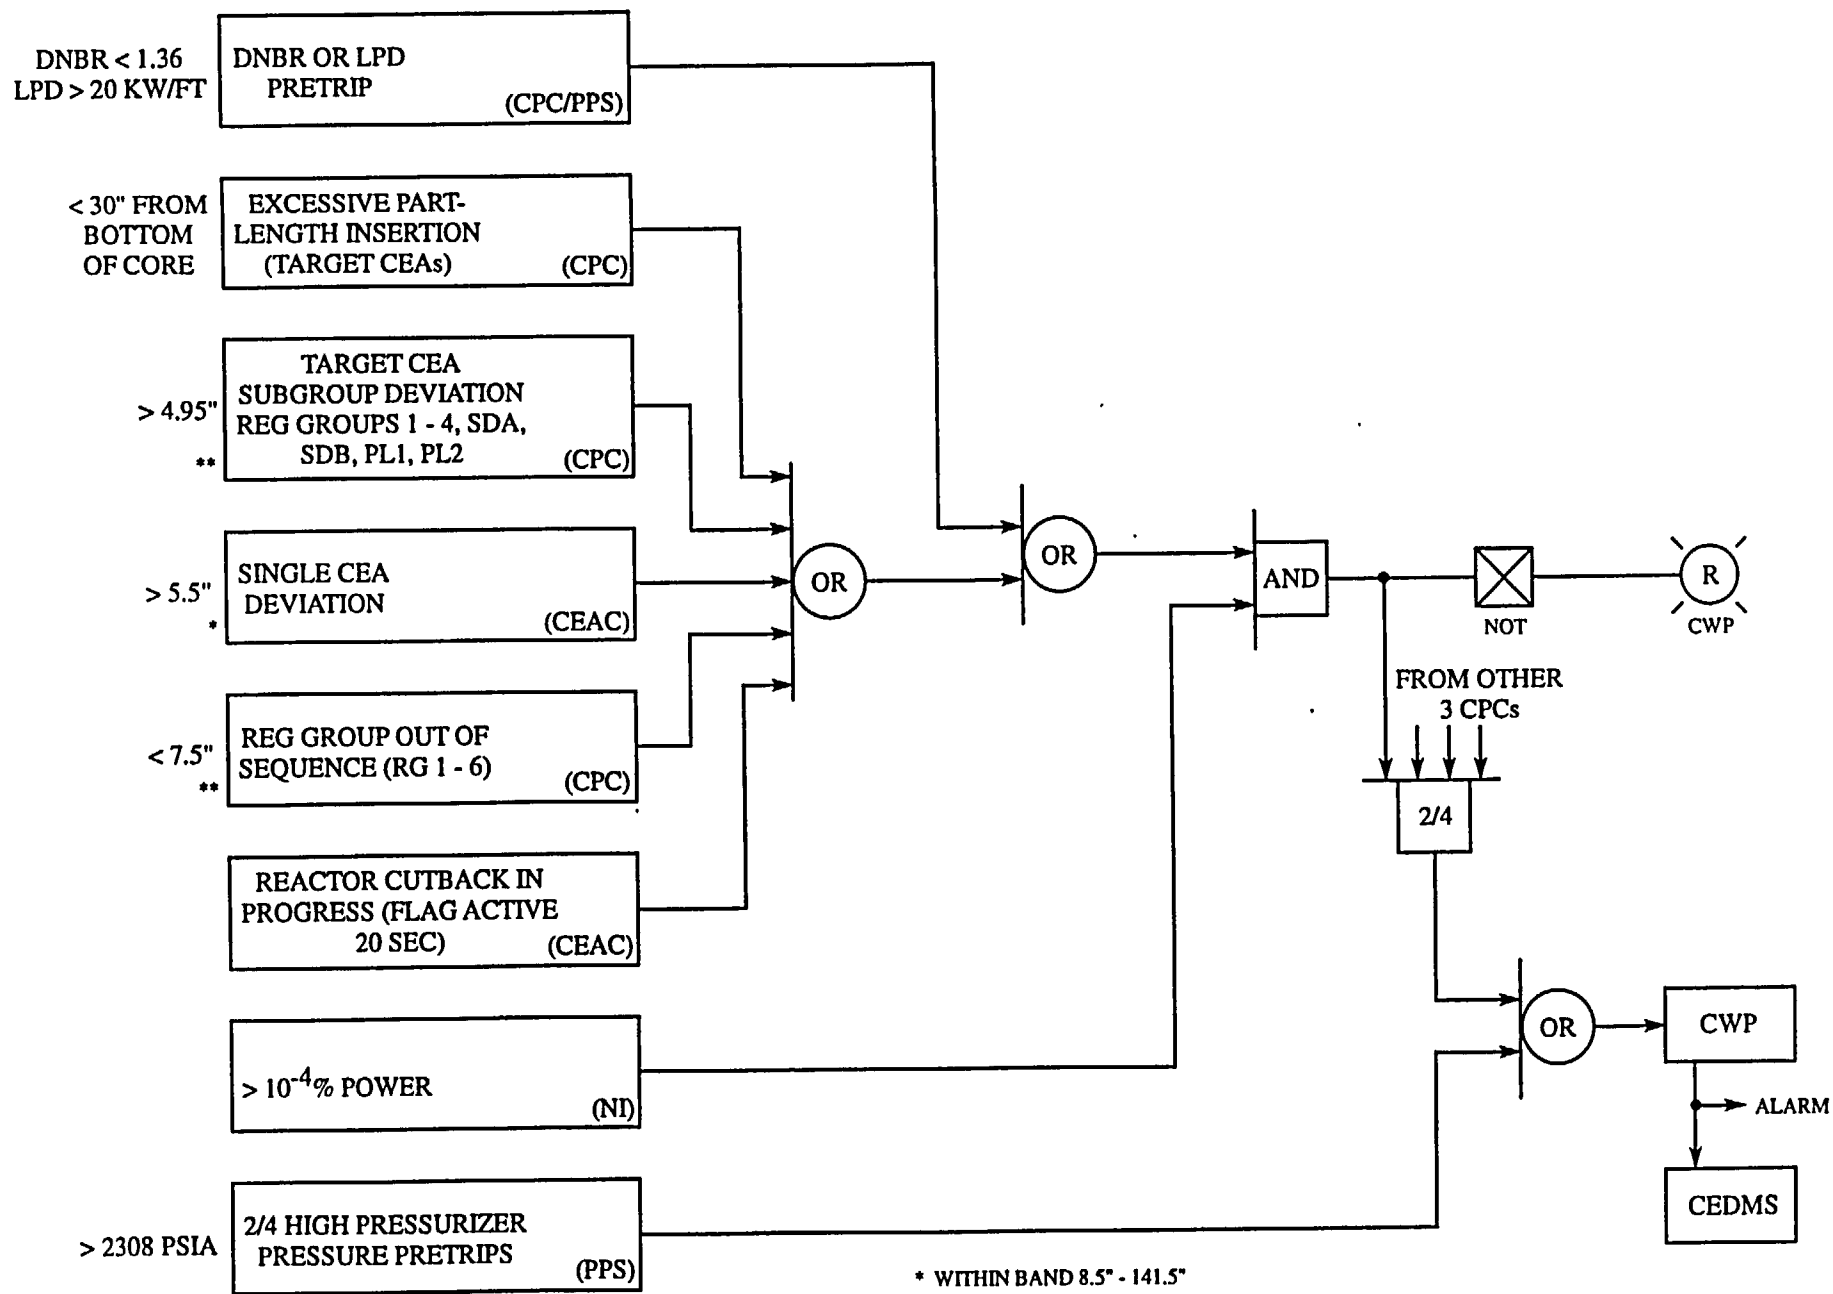 DNBR < 1.36
LPD > 20 KW/FT
DNBR OR LPD
PRETRIP
(CPC/PPS)
< 30" FROM
BOTTOM
OF CORE
EXCESSIVE PART-
LENGTH INSERTION
(TARGET CEAs)
(CPC)
> 4.95"
**
TARGET CEA
SUBGROUP DEVIATION
REG GROUPS 1 - 4, SDA,
SDB, PL1, PL2
(CPC)
> 5.5"
*
SINGLE CEA
DEVIATION
(CEAC)
< 7.5"
**
REG GROUP OUT OF
SEQUENCE (RG 1 - 6)
(CPC)
REACTOR CUTBACK IN
PROGRESS (FLAG ACTIVE
20 SEC)
(CEAC)
> 10-4% POWER
(NI)
> 2308 PSIA
2/4 HIGH PRESSURIZER
PRESSURE PRETRIPS
(PPS)
OR
OR
AND
NOT
R
CWP
FROM OTHER
3 CPCs
2/4
OR
CWP
ALARM
CEDMS
* WITHIN BAND 8.5" - 141.5"